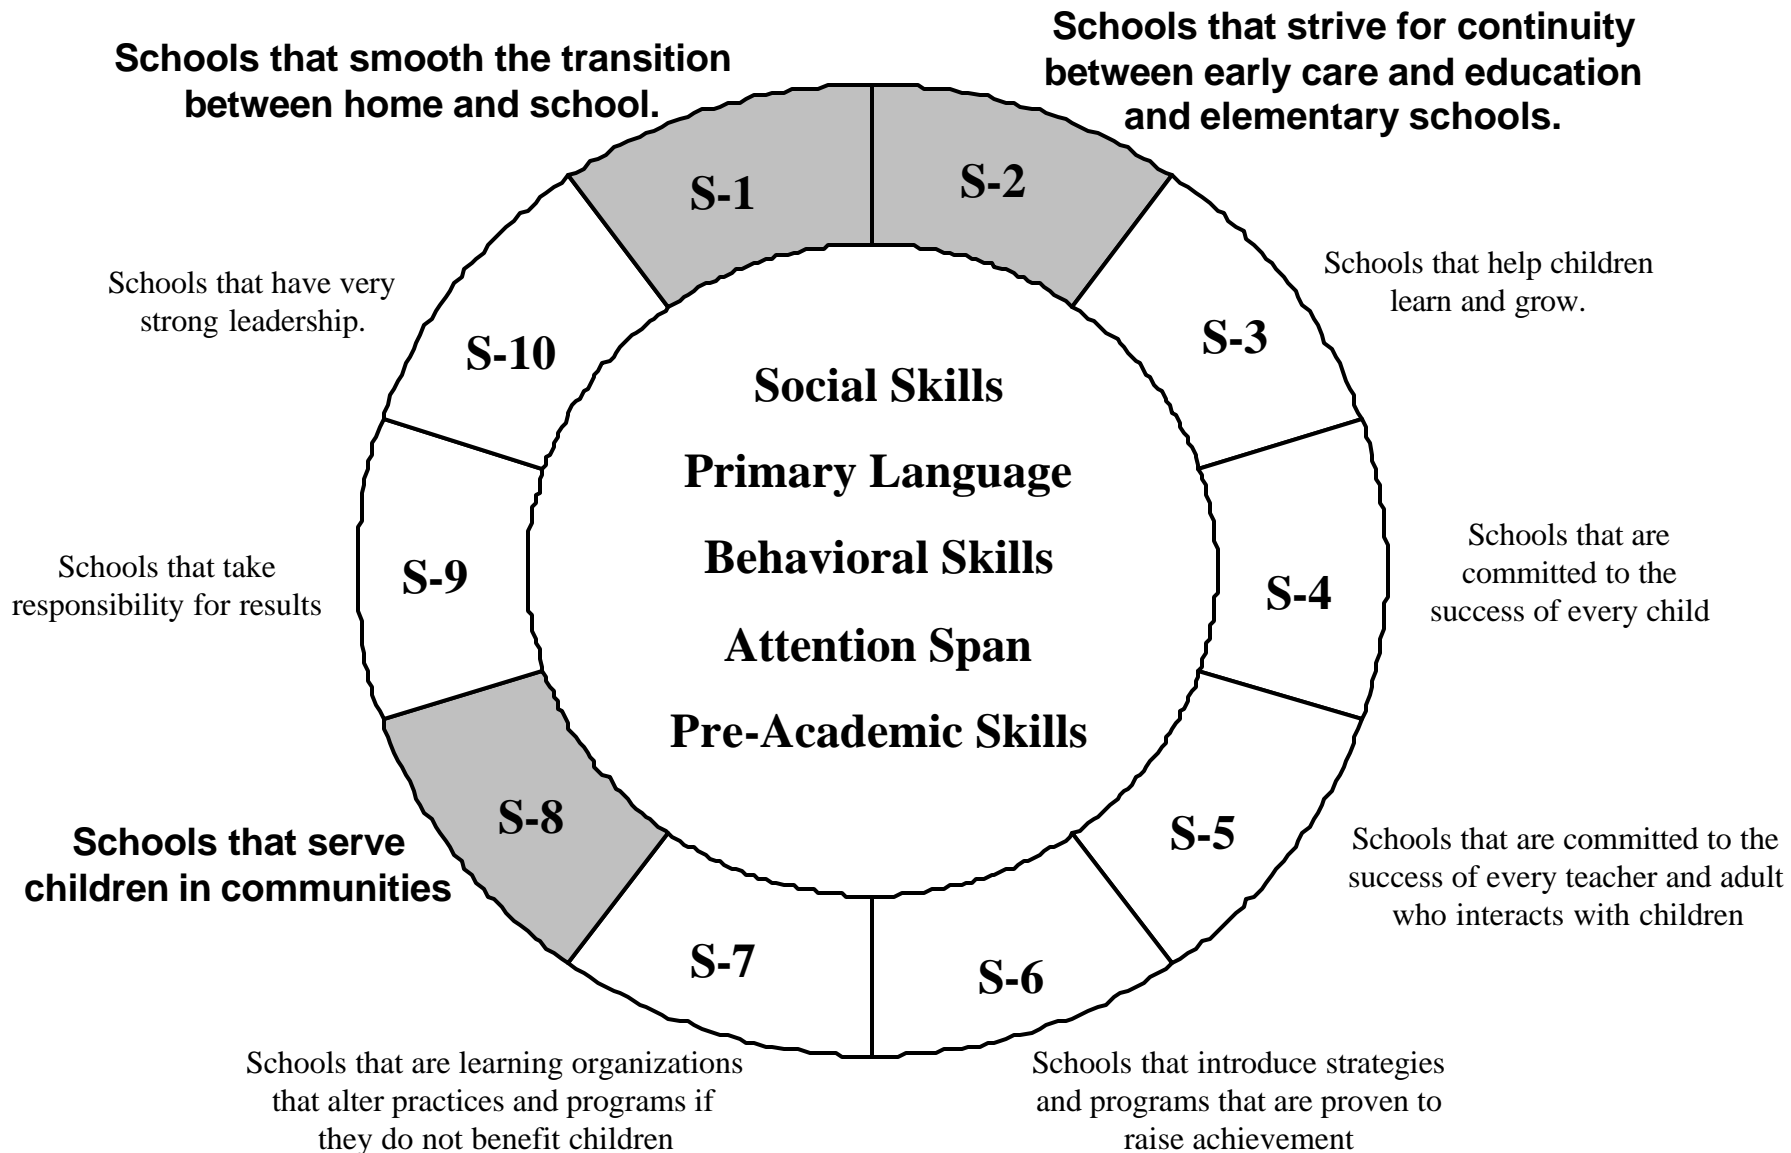 Schools that smooth the transition
between home and school.
Schools that strive for continuity
between early care and education
and elementary schools.
S-1
S-2
Schools that have very
strong leadership.
Schools that help children
learn and grow.
S-10
S-3
Social Skills
Primary Language
Behavioral Skills
Attention Span
Pre-Academic Skills
Schools that take
responsibility for results
S-9
S-4
Schools that are
committed to the
success of every child
S-8
S-5
Schools that serve
children in communities
Schools that are committed to the
success of every teacher and adult
who interacts with children
S-7
S-6
Schools that are learning organizations
that alter practices and programs if
they do not benefit children
Schools that introduce strategies
and programs that are proven to
raise achievement